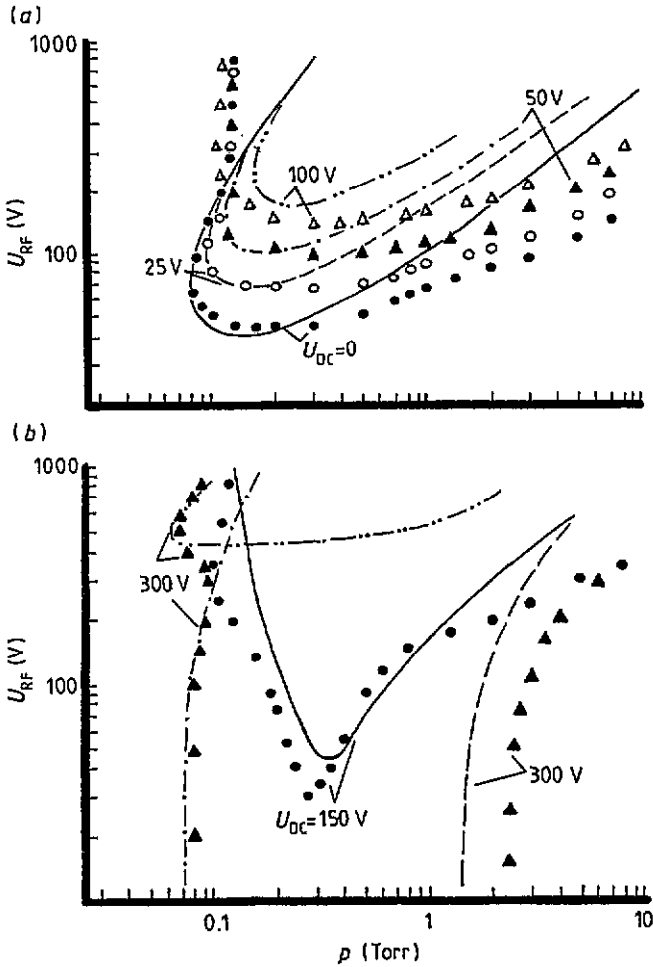 (a)
1000
100
U_RF (V)
50 V
100 V
25 V
U_DC=0
(b)
1000
100
U_RF (V)
300 V
U_DC=150 V
300 V
0.1
1
10
p (Torr)